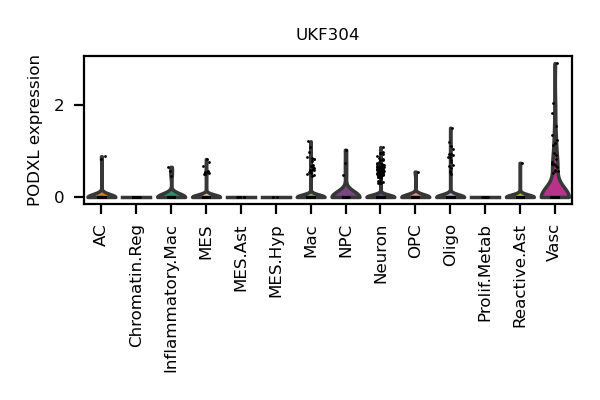 UKF304
PODXL expression
2
0
AC
Chromatin.Reg
Inflammatory.Mac
MES
MES.Ast
MES.Hyp
Mac
NPC
Neuron
OPC
Oligo
Prolif.Metab
Reactive.Ast
Vasc